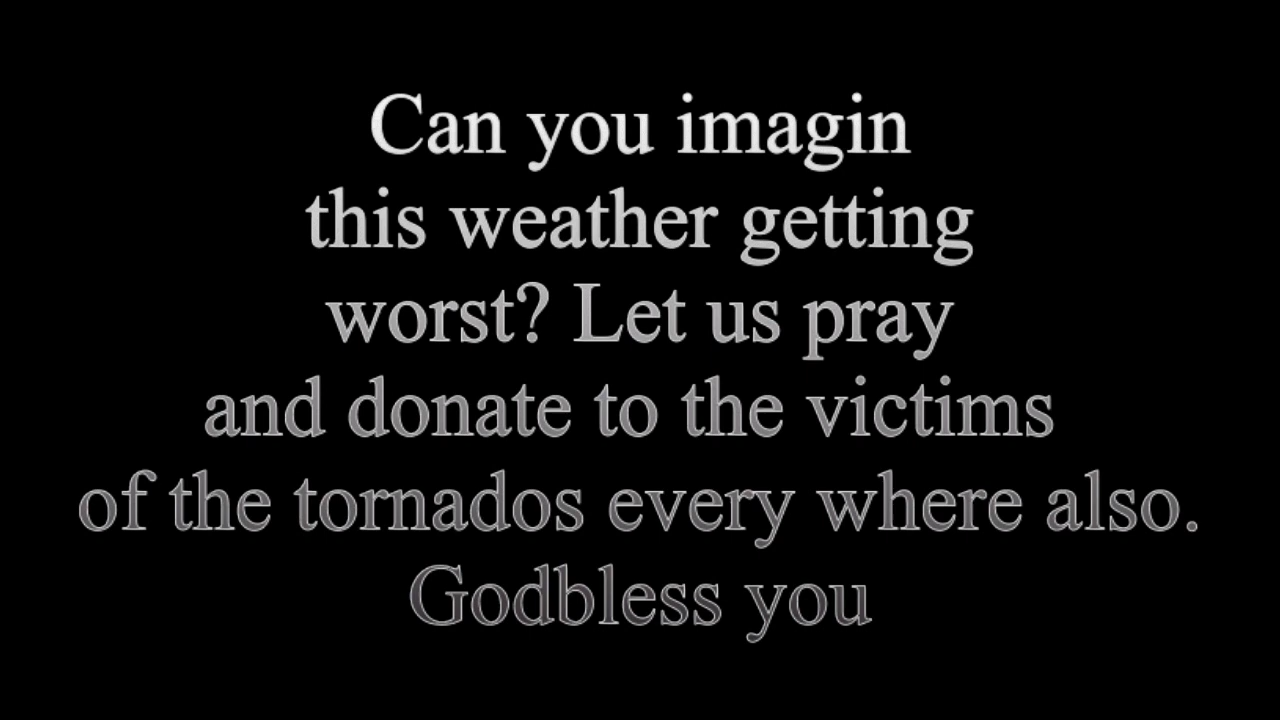 Can you imagin
this weather getting
worst? Let us pray
and donate to the victims
of the tornados every where also.
Godbless you